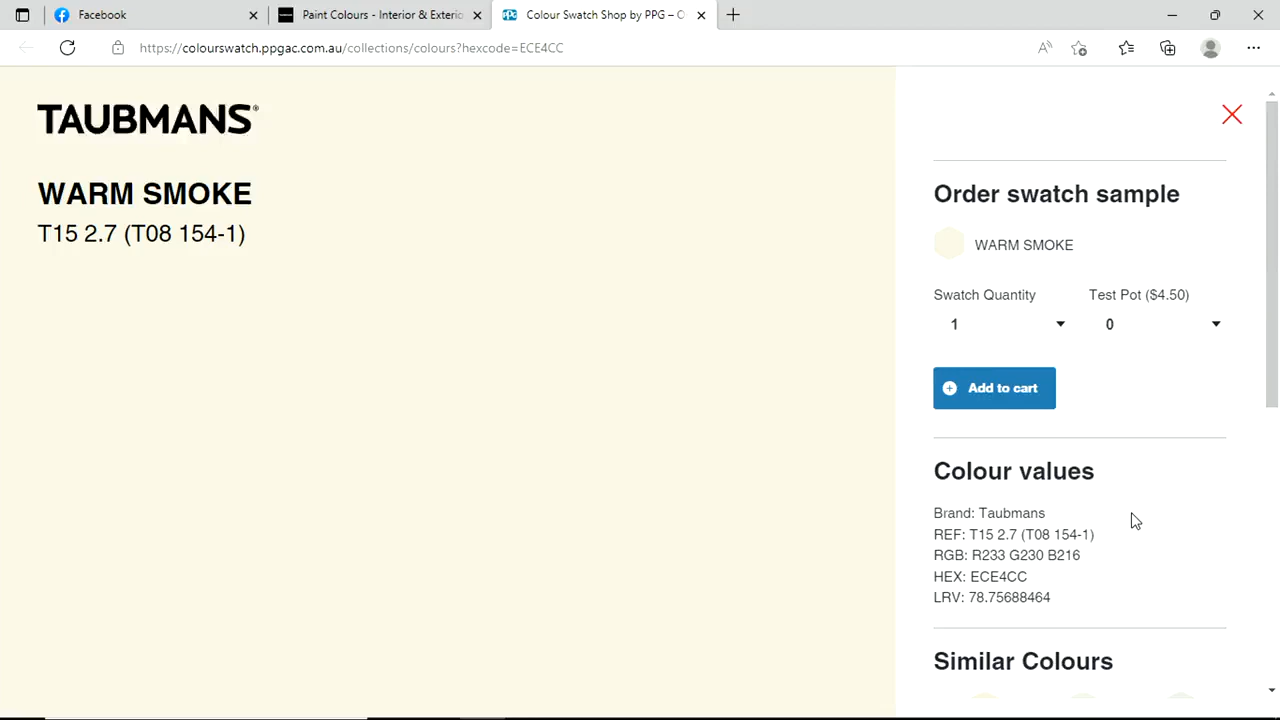 Facebook
Paint Colours - Interior & Exterio
Colour Swatch Shop by PPG – O
https://colourswatch.ppgac.com.au/collections/colours?hexcode=ECE4CC
TAUBMANS®
WARM SMOKE
T15 2.7 (T08 154-1)
Order swatch sample
WARM SMOKE
Swatch Quantity
Test Pot ($4.50)
1
0
Add to cart
Colour values
Brand: Taubmans
REF: T15 2.7 (T08 154-1)
RGB: R233 G230 B216
HEX: ECE4CC
LRV: 78.75688464
Similar Colours